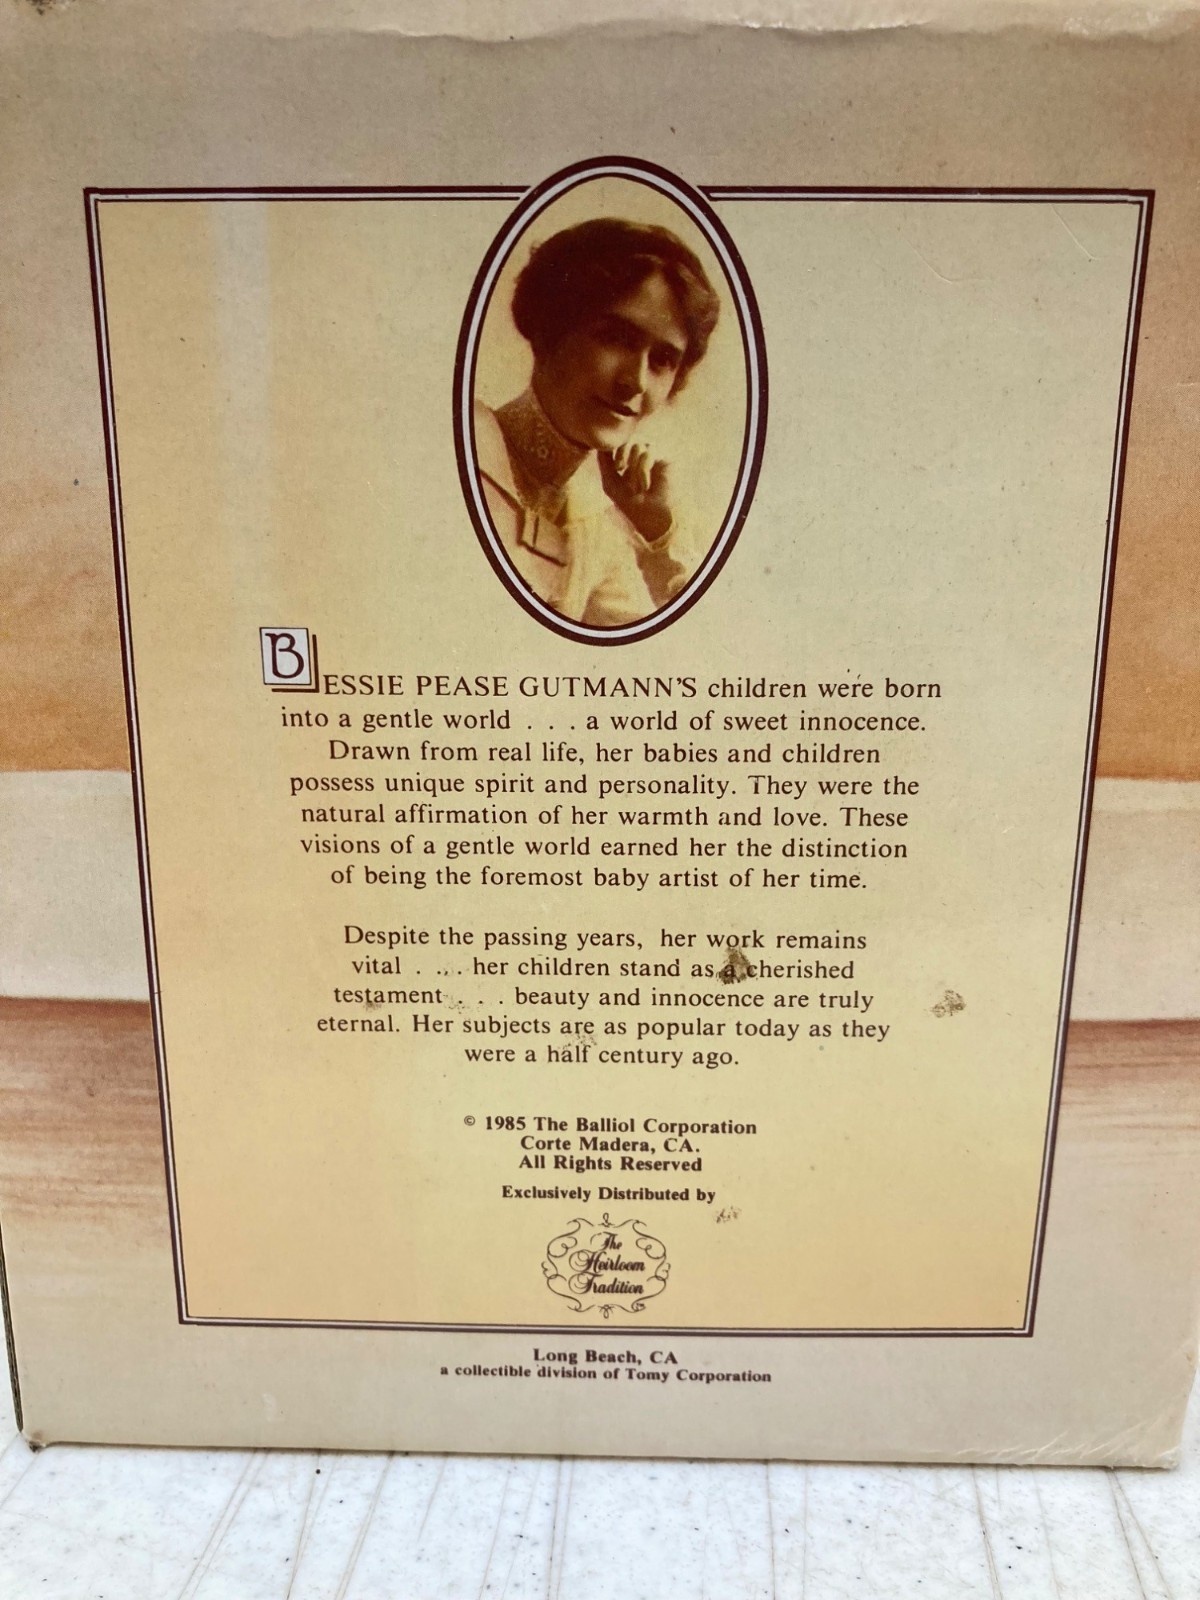 BESSIE PEASE GUTMANN'S children were born
into a gentle world . . . a world of sweet innocence.
Drawn from real life, her babies and children
possess unique spirit and personality. They were the
natural affirmation of her warmth and love. These
visions of a gentle world earned her the distinction
of being the foremost baby artist of her time.
Despite the passing years, her work remains
vital . . . her children stand as a cherished
testament . . . beauty and innocence are truly
eternal. Her subjects are as popular today as they
were a half century ago.
© 1985 The Balliol Corporation
Corte Madera, CA.
All Rights Reserved
Exclusively Distributed by
The
Heirloom
Tradition
Long Beach, CA
a collectible division of Tomy Corporation